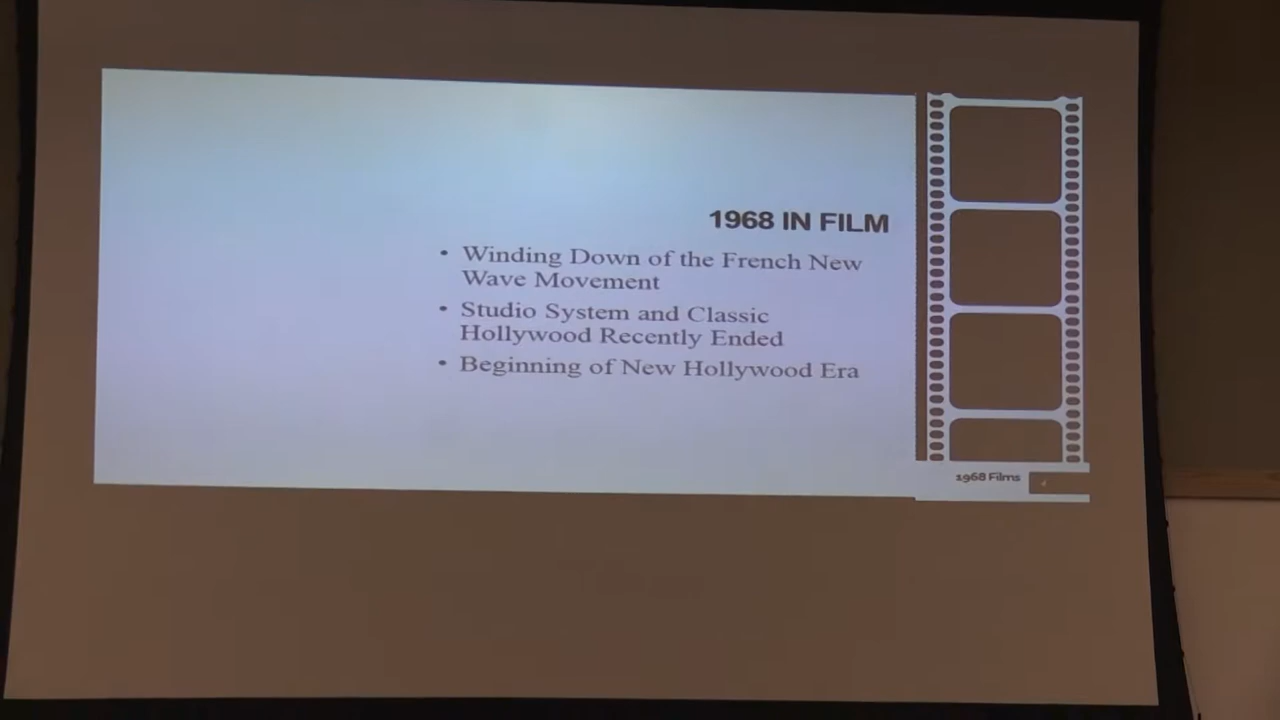 1968 IN FILM
• Winding Down of the French New
Wave Movement
• Studio System and Classic
Hollywood Recently Ended
• Beginning of New Hollywood Era
1968 Films